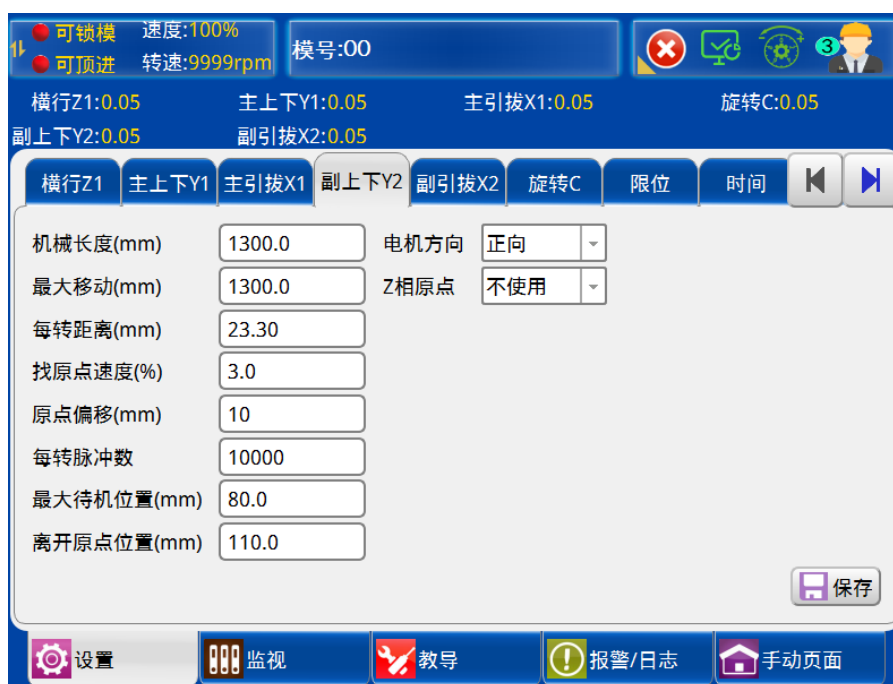 可锁模 速度:100%
可顶进 转速:9999rpm
模号:00
3
横行Z1:0.05 主上下Y1:0.05 主引拔X1:0.05 旋转C:0.05
副上下Y2:0.05 副引拔X2:0.05
横行Z1 主上下Y1 主引拔X1 副上下Y2 副引拔X2 旋转C 限位 时间
机械长度(mm) 1300.0 电机方向 正向
最大移动(mm) 1300.0 Z相原点 不使用
每转距离(mm) 23.30
找原点速度(%) 3.0
原点偏移(mm) 10
每转脉冲数 10000
最大待机位置(mm) 80.0
离开原点位置(mm) 110.0
保存
设置 监视 教导 报警/日志 手动页面